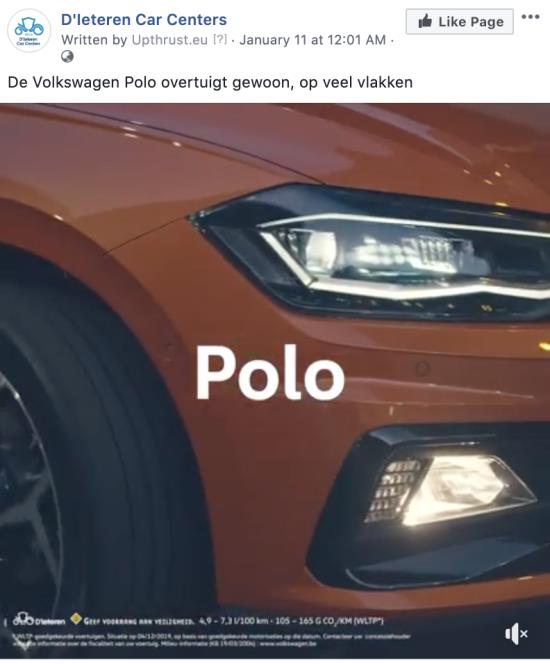 D'Ieteren Car Centers
Written by Upthrust.eu [?] · January 11 at 12:01 AM ·
Like Page
De Volkswagen Polo overtuigt gewoon, op veel vlakken
Polo
D'Ieteren GEEF VOORRANG AAN VEILIGHEID. 4,9 – 7,3 l/100 km · 105 – 165 G CO₂/KM (WLTP*)
*WLTP-goedgekeurde voertuigen. Situatie op 04/12/2019, op basis van goedgekeurde motorisaties op die datum. Contacteer uw concessiehouder
informatie over de fiscaliteit van uw voertuig. Milieu-informatie (KB 19/03/2004): www.volkswagen.be